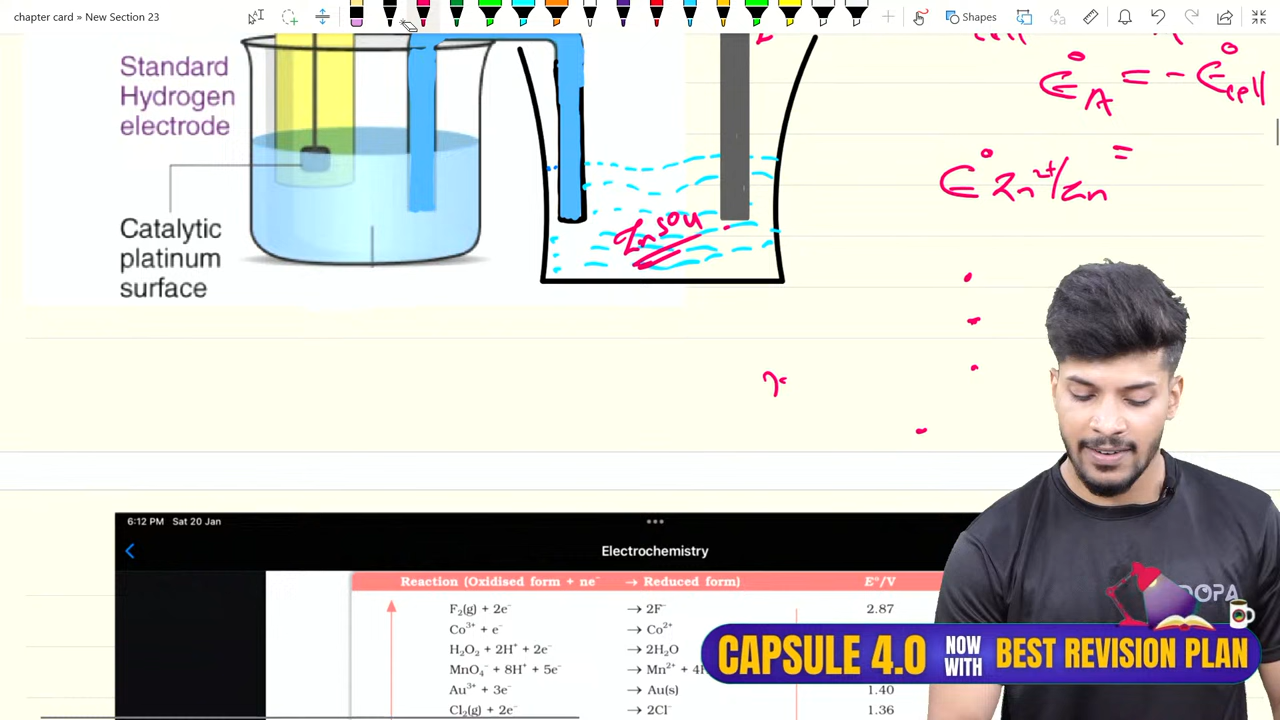 chapter card » New Section 23
Shapes
Standard
Hydrogen
electrode
Catalytic
platinum
surface
ZnSO4
E°A = - E°cell
E° Zn²⁺/Zn =
6:12 PM Sat 20 Jan
Electrochemistry
Reaction (Oxidised form + ne⁻ → Reduced form) E°/V
F₂(g) + 2e⁻ → 2F⁻ 2.87
Co³⁺ + e⁻ → Co²⁺
H₂O₂ + 2H⁺ + 2e⁻ → 2H₂O
MnO₄⁻ + 8H⁺ + 5e⁻ → Mn²⁺ + 4H
Au³⁺ + 3e⁻ → Au(s) 1.40
Cl₂(g) + 2e⁻ → 2Cl⁻ 1.36
OOPA
CAPSULE 4.0 NOW WITH BEST REVISION PLAN